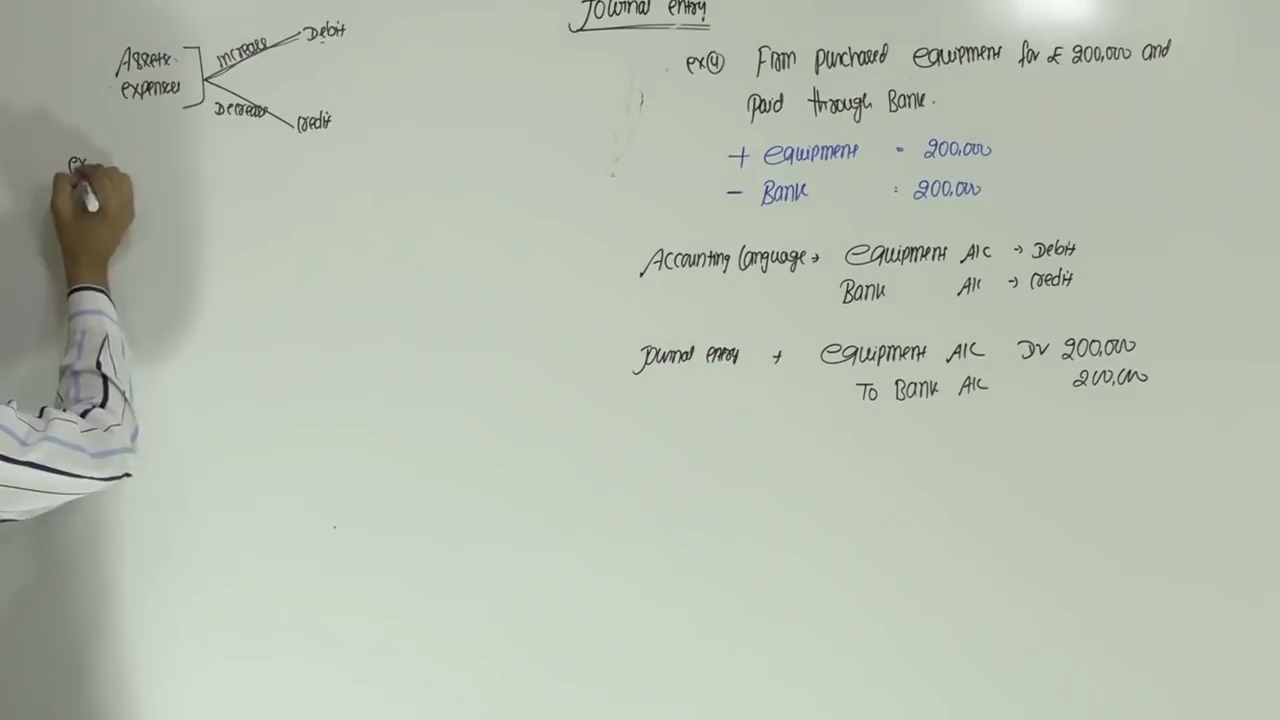 Journal entry
Assets
expenses
increase
Debit
Decrease
credit
ex
ex④ Firm purchased equipment for £ 200,000 and
Paid through Bank.
+ equipment = 200,000
- Bank = 200,000
Accounting language → equipment A/C → Debit
Bank A/C → credit
Journal entry → equipment A/C Dr 200,000
To Bank A/C 200,000